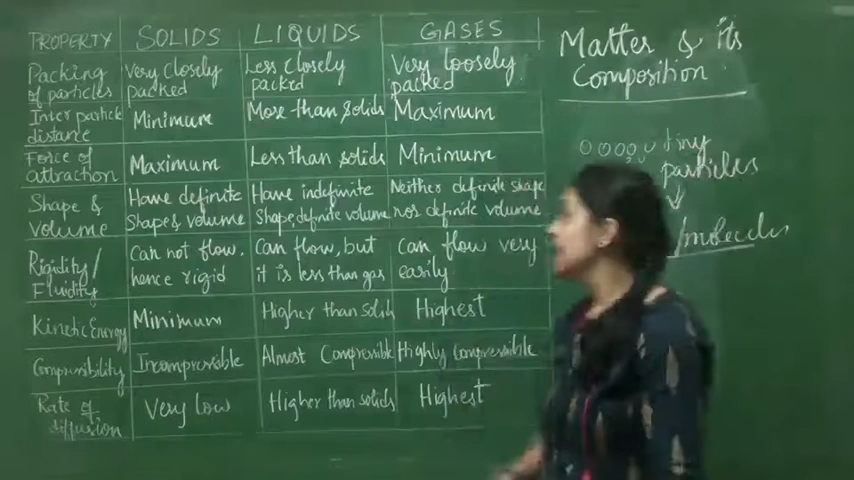 PROPERTY SOLIDS LIQUIDS GASES
Packing of particles
Very closely packed
Less closely packed
Very loosely packed
Inter particle distance
Minimum
More than solids
Maximum
Force of attraction
Maximum
Less than solids
Minimum
Shape & volume
Have definite shape & volume
Have indefinite shape, definite volume
Neither definite shape nor definite volume
Rigidity/ Fluidity
Can not flow, hence rigid
Can flow, but it is less than gas
Can flow very easily
Kinetic Energy
Minimum
Higher than solids
Highest
Compressibility
Incompressible
Almost Compressible
Highly Compressible
Rate of diffusion
Very low
Higher than solids
Highest
Matter & its
Composition
tiny
particles
/molecules